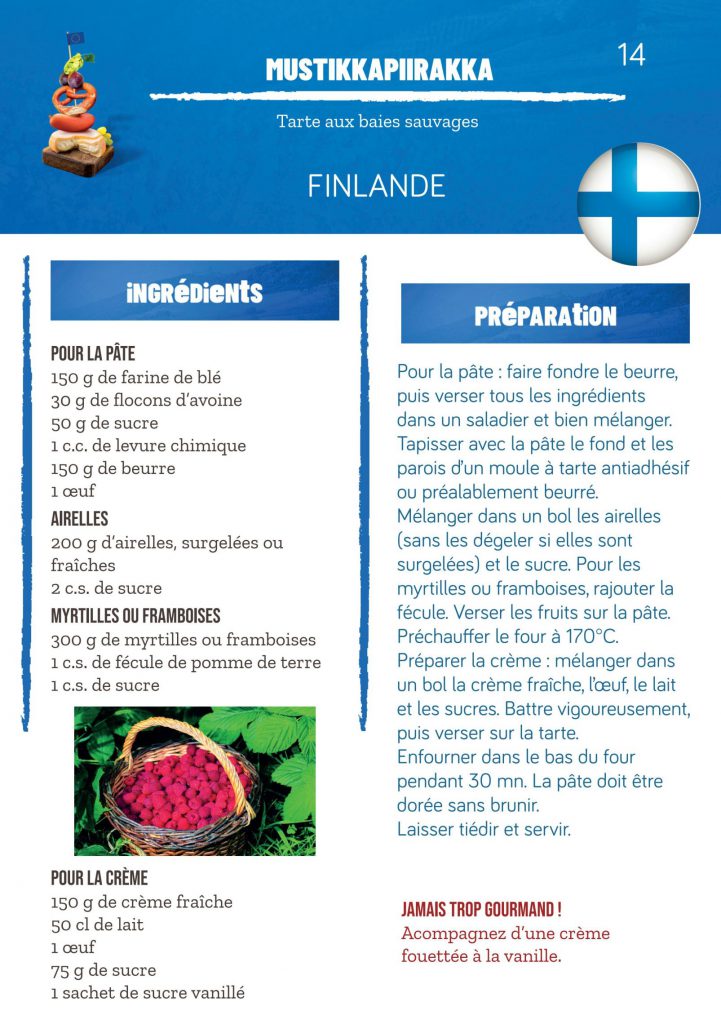 MUSTIKKAPIIRAKKA
14
Tarte aux baies sauvages
FINLANDE
iNGRéDieNtS
POUR LA PÂTE
150 g de farine de blé
30 g de flocons d’avoine
50 g de sucre
1 c.c. de levure chimique
150 g de beurre
1 œuf
AIRELLES
200 g d’airelles, surgelées ou
fraîches
2 c.s. de sucre
MYRTILLES OU FRAMBOISES
300 g de myrtilles ou framboises
1 c.s. de fécule de pomme de terre
1 c.s. de sucre
POUR LA CRÈME
150 g de crème fraîche
50 cl de lait
1 œuf
75 g de sucre
1 sachet de sucre vanillé
PRéPARAtiON
Pour la pâte : faire fondre le beurre,
puis verser tous les ingrédients
dans un saladier et bien mélanger.
Tapisser avec la pâte le fond et les
parois d’un moule à tarte antiadhésif
ou préalablement beurré.
Mélanger dans un bol les airelles
(sans les dégeler si elles sont
surgelées) et le sucre. Pour les
myrtilles ou framboises, rajouter la
fécule. Verser les fruits sur la pâte.
Préchauffer le four à 170°C.
Préparer la crème : mélanger dans
un bol la crème fraîche, l’œuf, le lait
et les sucres. Battre vigoureusement,
puis verser sur la tarte.
Enfourner dans le bas du four
pendant 30 mn. La pâte doit être
dorée sans brunir.
Laisser tiédir et servir.
JAMAIS TROP GOURMAND !
Acompagnez d’une crème
fouettée à la vanille.